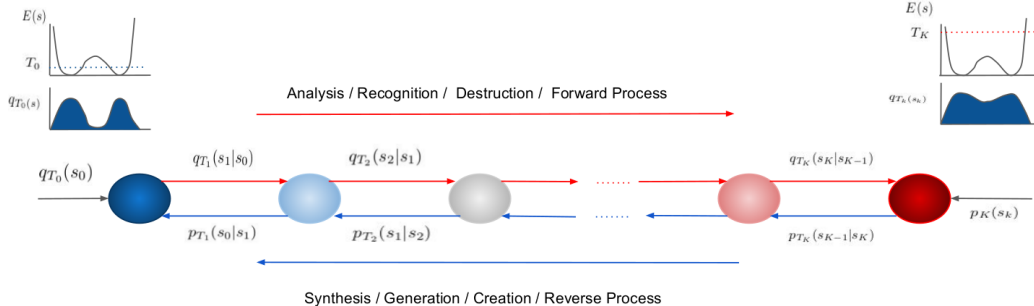 E(s)
T_0
q_{T_0(s)}
E(s)
T_K
q_{T_k(s_k)}
Analysis / Recognition / Destruction / Forward Process
q_{T_0}(s_0)
q_{T_1}(s_1|s_0)
q_{T_2}(s_2|s_1)
......
q_{T_K}(s_K|s_{K-1})
p_{T_1}(s_0|s_1)
p_{T_2}(s_1|s_2)
......
p_{T_K}(s_{K-1}|s_K)
p_K(s_k)
Synthesis / Generation / Creation / Reverse Process